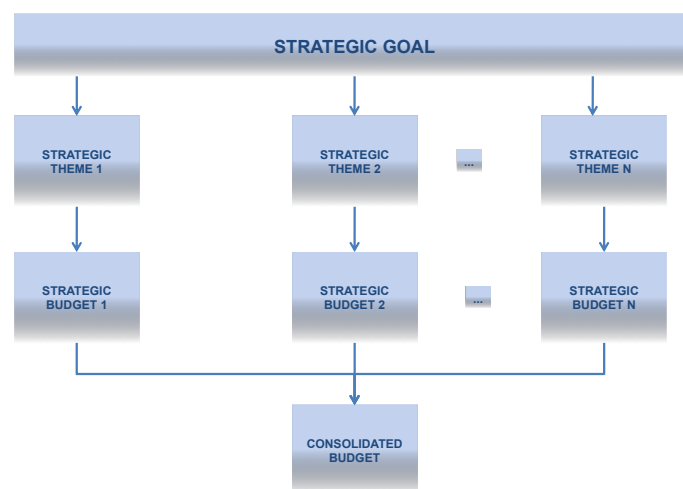 STRATEGIC GOAL
STRATEGIC
THEME 1
STRATEGIC
THEME 2
...
STRATEGIC
THEME N
STRATEGIC
BUDGET 1
STRATEGIC
BUDGET 2
...
STRATEGIC
BUDGET N
CONSOLIDATED
BUDGET